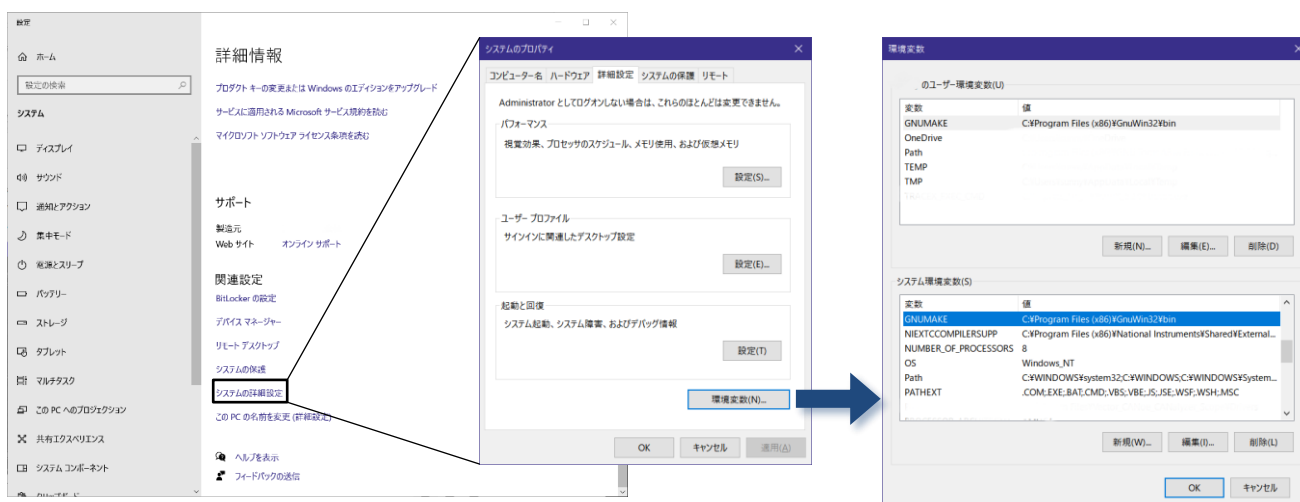 設定
ホーム
設定の検索
システム
ディスプレイ
サウンド
通知とアクション
集中モード
電源とスリープ
バッテリー
ストレージ
タブレット
マルチタスク
この PC へのプロジェクション
共有エクスペリエンス
システム コンポーネント
クリップボード
詳細情報
プロダクト キーの変更または Windows のエディションをアップグレード
サービスに適用される Microsoft サービス規約を読む
マイクロソフト ソフトウェア ライセンス条項を読む
サポート
製造元
Web サイト オンライン サポート
関連設定
BitLocker の設定
デバイス マネージャー
リモート デスクトップ
システムの保護
システムの詳細設定
この PC の名前を変更 (詳細設定)
ヘルプを表示
フィードバックの送信
システムのプロパティ
コンピューター名 ハードウェア 詳細設定 システムの保護 リモート
Administrator としてログオンしない場合は、これらのほとんどは変更できません。
パフォーマンス
視覚効果、プロセッサのスケジュール、メモリ使用、および仮想メモリ
設定(S)...
ユーザー プロファイル
サインインに関連したデスクトップ設定
設定(E)...
起動と回復
システム起動、システム障害、およびデバッグ情報
設定(T)
環境変数(N)...
OK キャンセル 適用(A)
環境変数
のユーザー環境変数(U)
変数 値
GNUMAKE C:¥Program Files (x86)¥GnuWin32¥bin
OneDrive
Path
TEMP
TMP
新規(N)... 編集(E)... 削除(D)
システム環境変数(S)
変数 値
GNUMAKE C:¥Program Files (x86)¥GnuWin32¥bin
NIEXTCCOMPILERSUPP C:¥Program Files (x86)¥National Instruments¥Shared¥External...
NUMBER_OF_PROCESSORS 8
OS Windows_NT
Path C:¥WINDOWS¥system32;C:¥WINDOWS;C:¥WINDOWS¥System...
PATHEXT .COM;.EXE;.BAT;.CMD;.VBS;.VBE;.JS;.JSE;.WSF;.WSH;.MSC
新規(W)... 編集(I)... 削除(L)
OK キャンセル